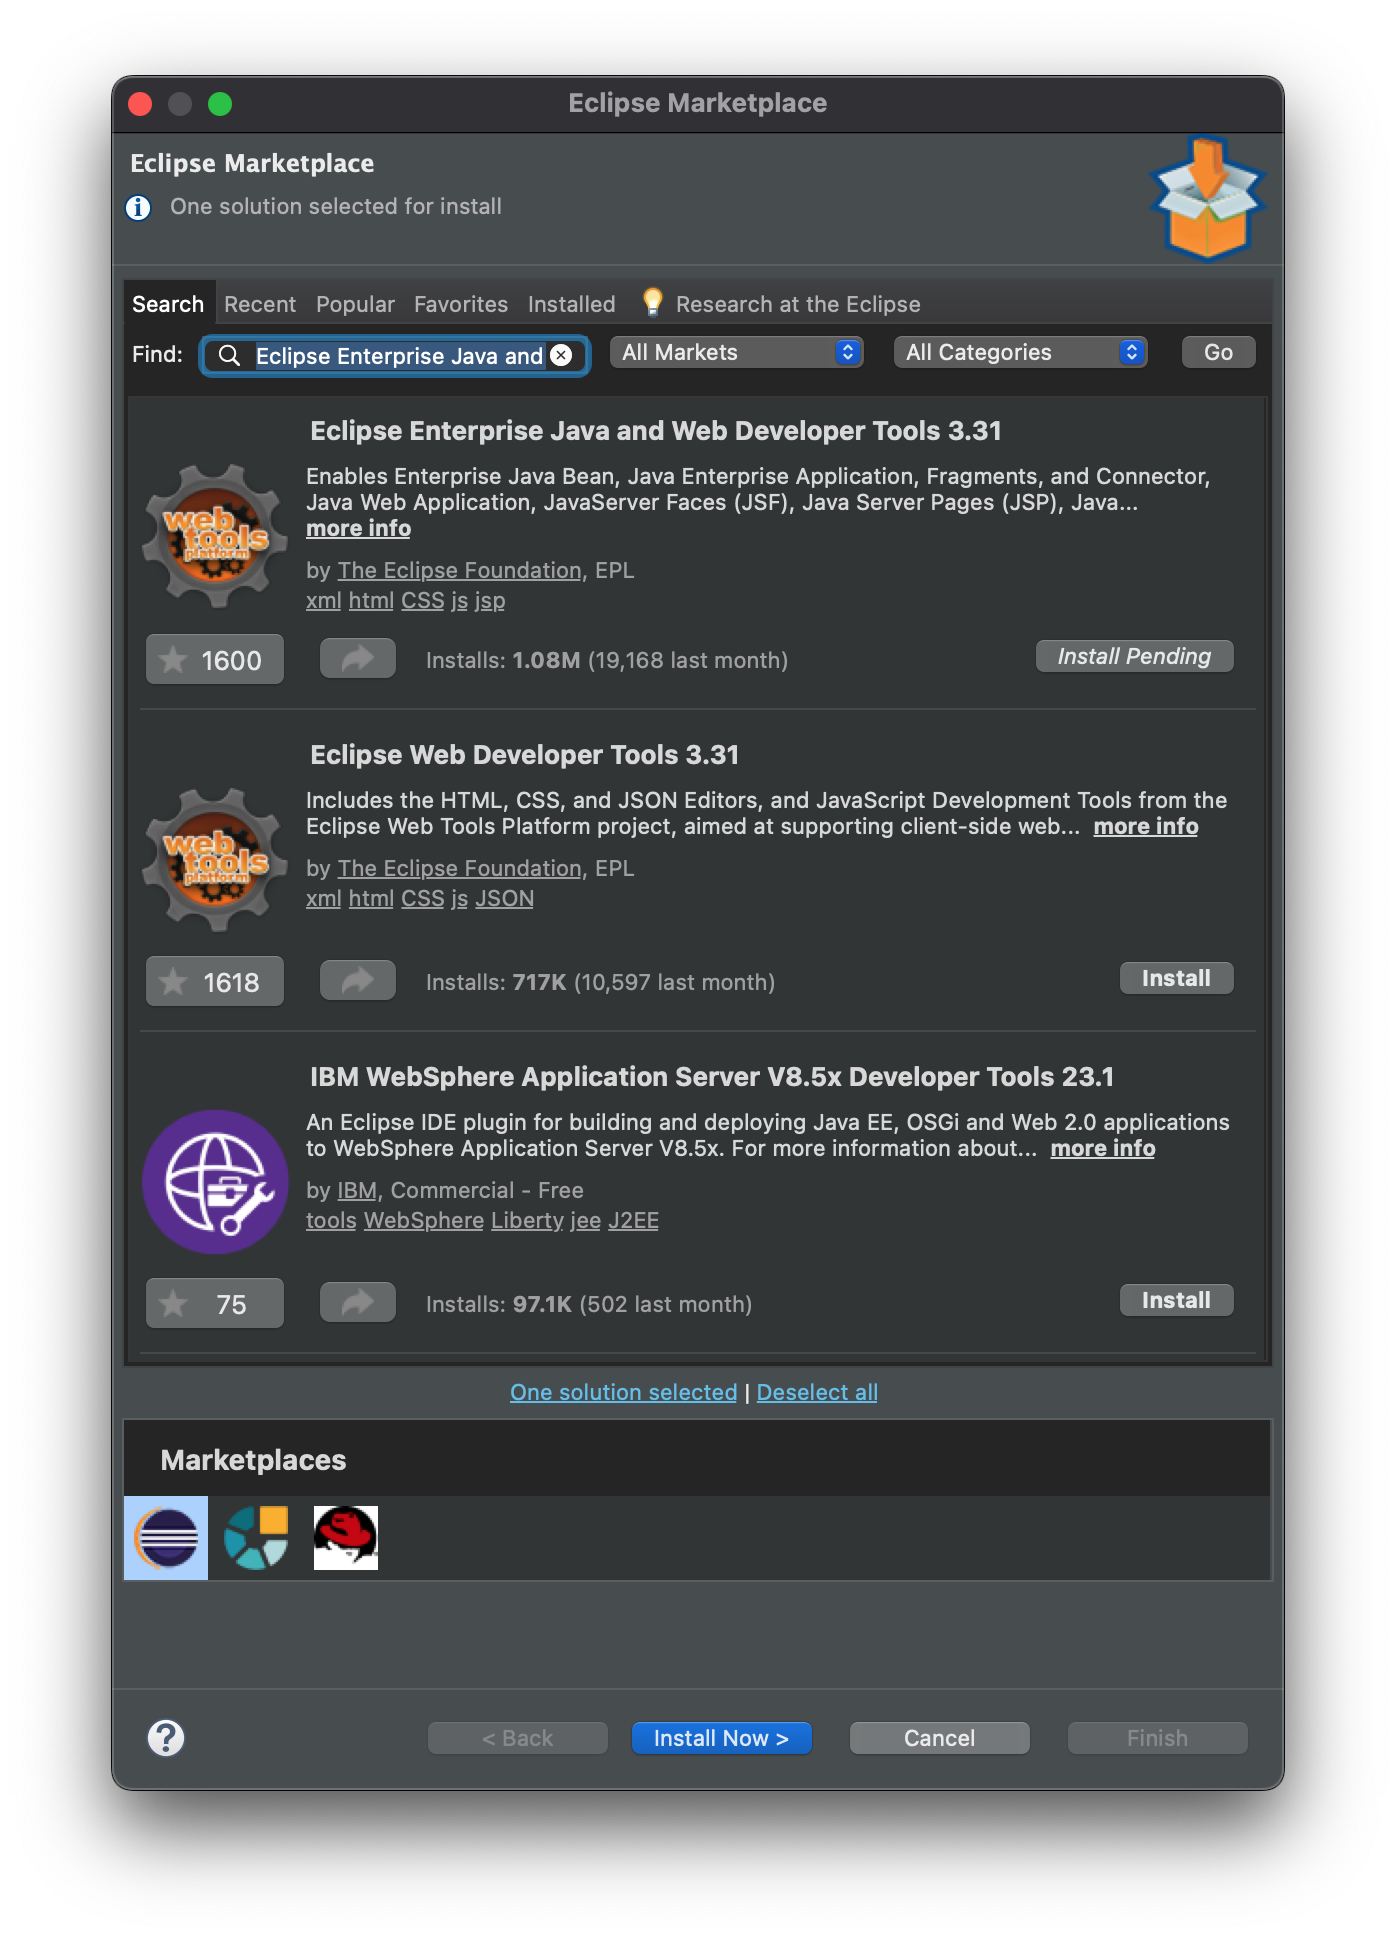 Eclipse Marketplace
Eclipse Marketplace
One solution selected for install
Search Recent Popular Favorites Installed Research at the Eclipse
Find: Eclipse Enterprise Java and All Markets All Categories Go
Eclipse Enterprise Java and Web Developer Tools 3.31
Enables Enterprise Java Bean, Java Enterprise Application, Fragments, and Connector,
Java Web Application, JavaServer Faces (JSF), Java Server Pages (JSP), Java...
more info
web
tools
platform
by The Eclipse Foundation, EPL
xml html CSS js jsp
1600 Installs: 1.08M (19,168 last month) Install Pending
Eclipse Web Developer Tools 3.31
Includes the HTML, CSS, and JSON Editors, and JavaScript Development Tools from the
Eclipse Web Tools Platform project, aimed at supporting client-side web... more info
web
tools
platform
by The Eclipse Foundation, EPL
xml html CSS js JSON
1618 Installs: 717K (10,597 last month) Install
IBM WebSphere Application Server V8.5x Developer Tools 23.1
An Eclipse IDE plugin for building and deploying Java EE, OSGi and Web 2.0 applications
to WebSphere Application Server V8.5x. For more information about... more info
by IBM, Commercial - Free
tools WebSphere Liberty jee J2EE
75 Installs: 97.1K (502 last month) Install
One solution selected | Deselect all
Marketplaces
? < Back Install Now > Cancel Finish